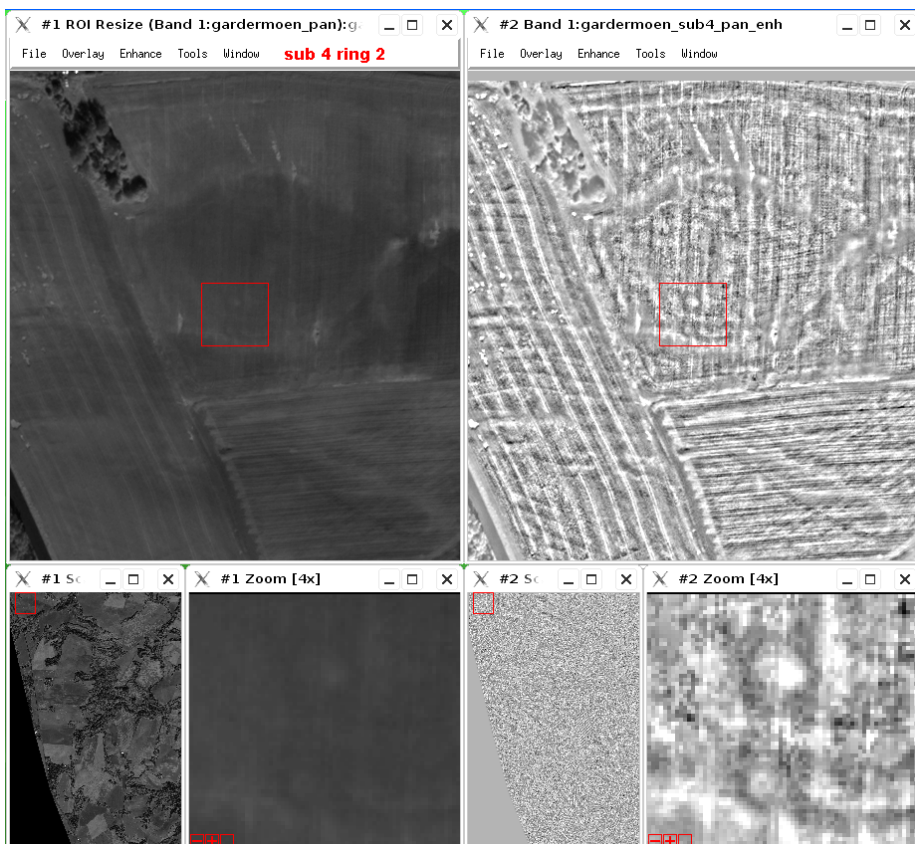 #1 ROI Resize (Band 1:gardermoen_pan):g
File Overlay Enhance Tools Window sub 4 ring 2
#2 Band 1:gardermoen_sub4_pan_enh
File Overlay Enhance Tools Window
#1 Sc
#1 Zoom [4x]
#2 Sc
#2 Zoom [4x]